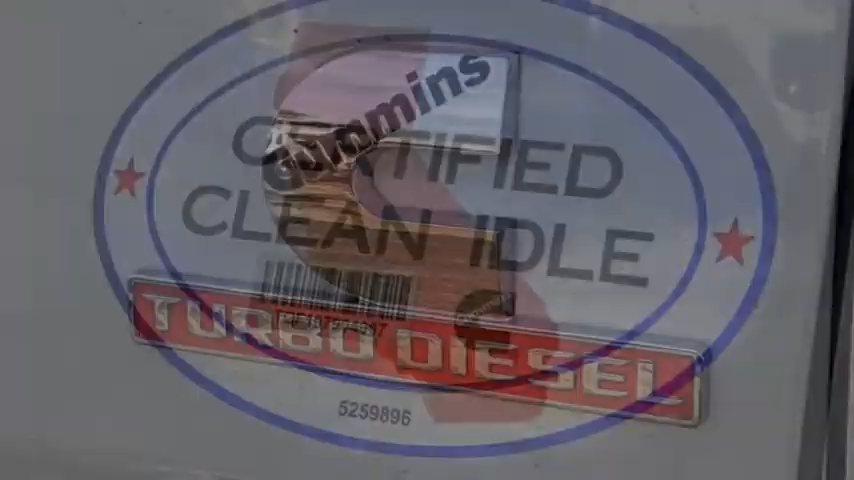 Cummins
CERTIFIED
CLEAN IDLE
TURBO DIESEL
5259896